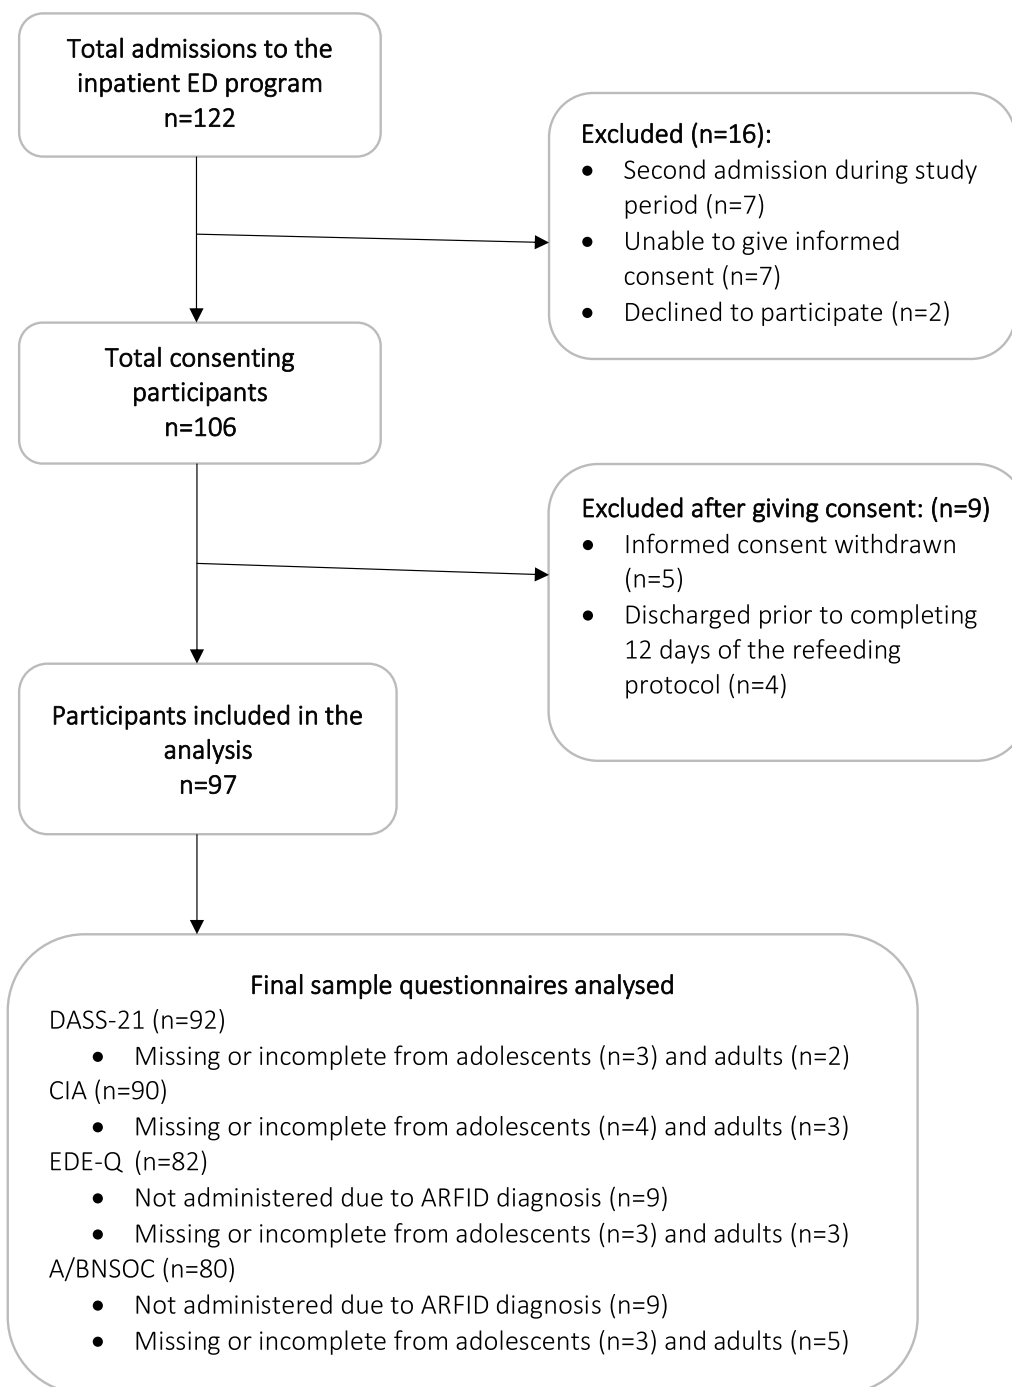 Total admissions to the
inpatient ED program
n=122
Excluded (n=16):
• Second admission during study
period (n=7)
• Unable to give informed
consent (n=7)
• Declined to participate (n=2)
Total consenting
participants
n=106
Excluded after giving consent: (n=9)
• Informed consent withdrawn
(n=5)
• Discharged prior to completing
12 days of the refeeding
protocol (n=4)
Participants included in the
analysis
n=97
Final sample questionnaires analysed
DASS-21 (n=92)
• Missing or incomplete from adolescents (n=3) and adults (n=2)
CIA (n=90)
• Missing or incomplete from adolescents (n=4) and adults (n=3)
EDE-Q (n=82)
• Not administered due to ARFID diagnosis (n=9)
• Missing or incomplete from adolescents (n=3) and adults (n=3)
A/BNSOC (n=80)
• Not administered due to ARFID diagnosis (n=9)
• Missing or incomplete from adolescents (n=3) and adults (n=5)